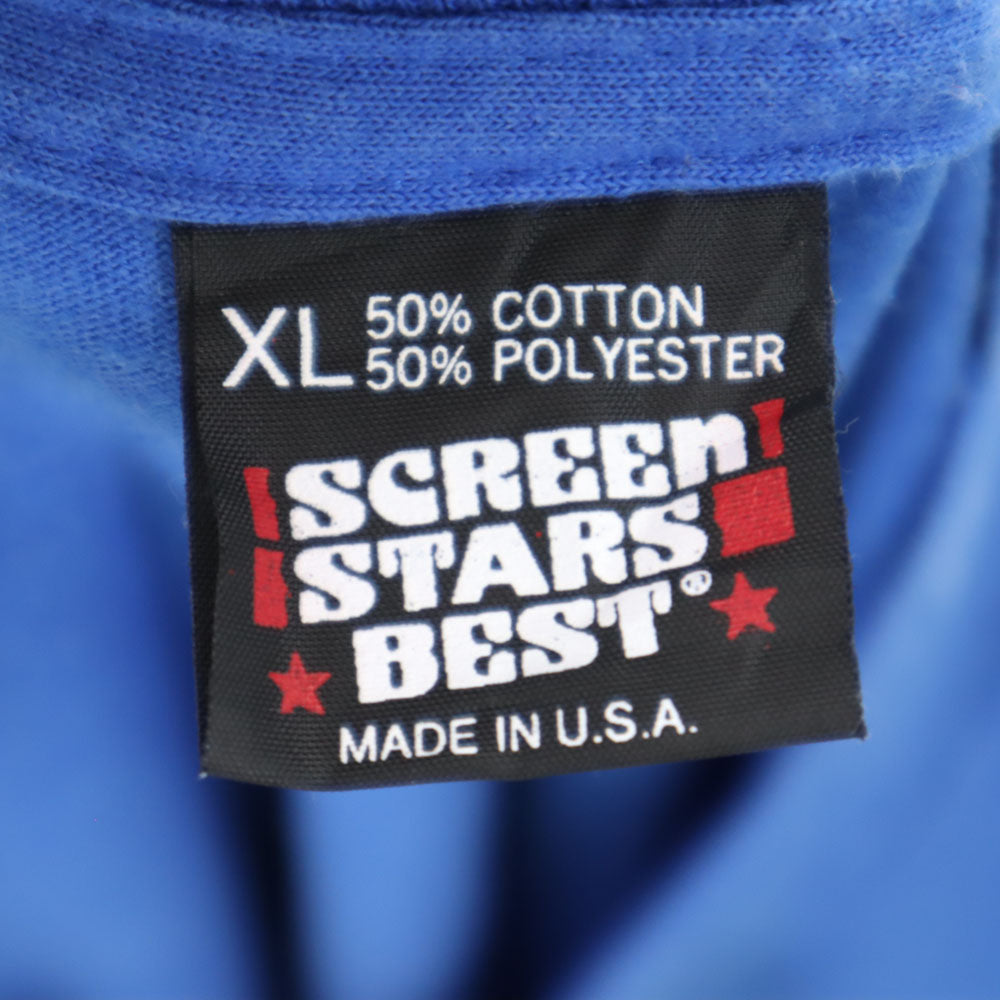 XL 50% COTTON
50% POLYESTER
SCREEN
STARS
BEST®
MADE IN U.S.A.